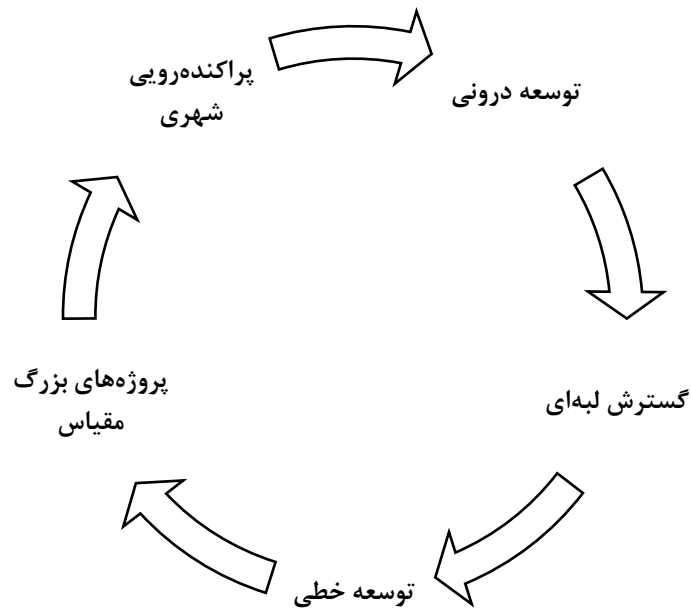 پراکنده‌رویی
شهری
توسعه درونی
گسترش لبه‌ای
توسعه خطی
پروژه‌های بزرگ
مقیاس